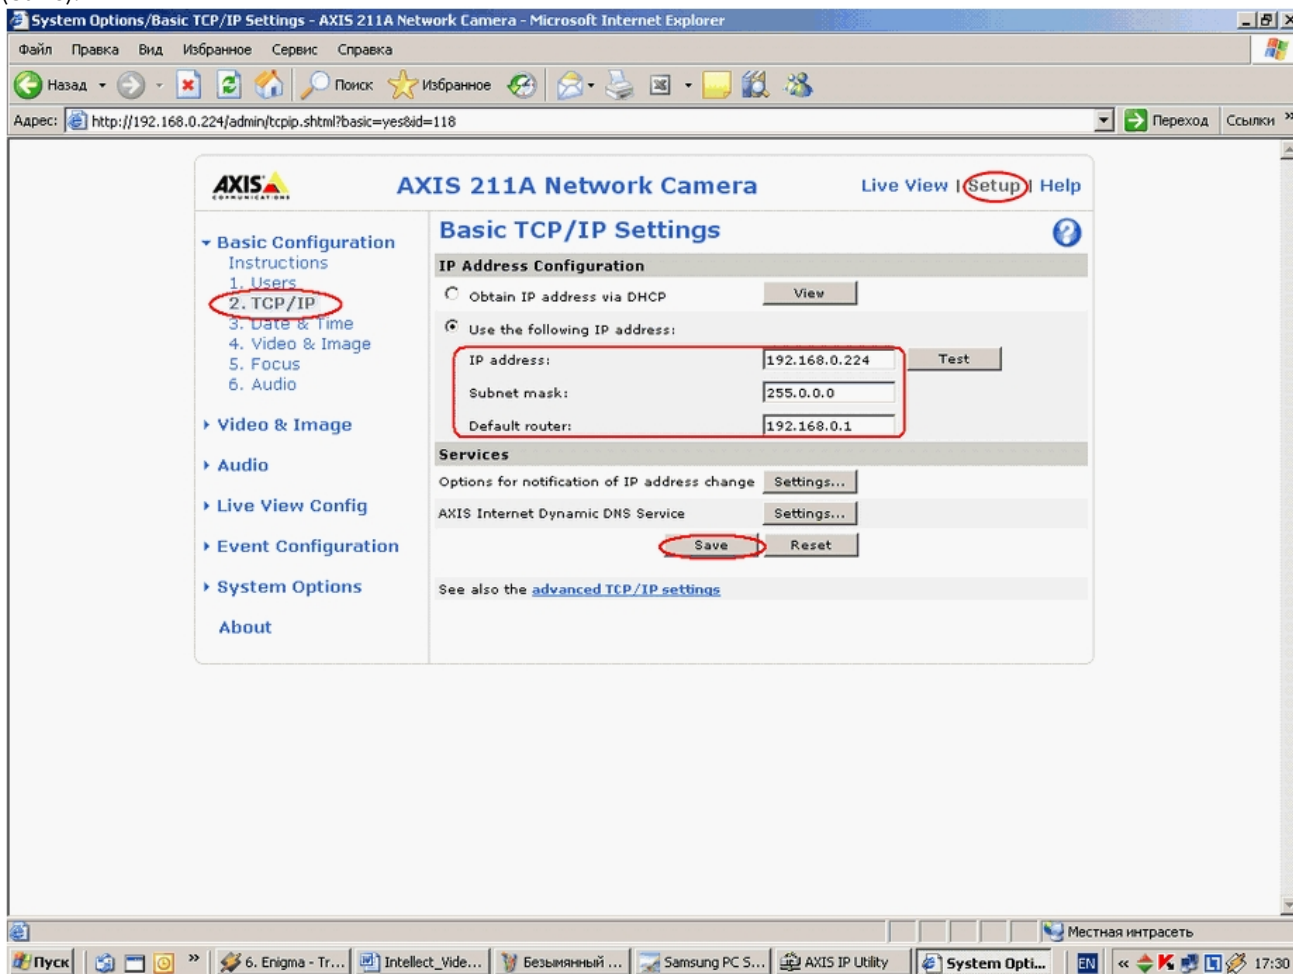 System Options/Basic TCP/IP Settings - AXIS 211A Network Camera - Microsoft Internet Explorer
Файл Правка Вид Избранное Сервис Справка
Назад Поиск Избранное
Адрес: http://192.168.0.224/admin/tcpip.shtml?basic=yes&id=118 Переход Ссылки »
AXIS COMMUNICATIONS AXIS 211A Network Camera Live View | Setup | Help
Basic Configuration
Instructions
1. Users
2. TCP/IP
3. Date & Time
4. Video & Image
5. Focus
6. Audio
Video & Image
Audio
Live View Config
Event Configuration
System Options
About
Basic TCP/IP Settings
IP Address Configuration
Obtain IP address via DHCP View
Use the following IP address:
IP address: 192.168.0.224 Test
Subnet mask: 255.0.0.0
Default router: 192.168.0.1
Services
Options for notification of IP address change Settings...
AXIS Internet Dynamic DNS Service Settings...
Save Reset
See also the advanced TCP/IP settings
Местная интрасеть
Пуск » 6. Enigma - Tr... Intellect_Vide... Безымянный ... Samsung PC S... AXIS IP Utility System Opti... EN « 17:30